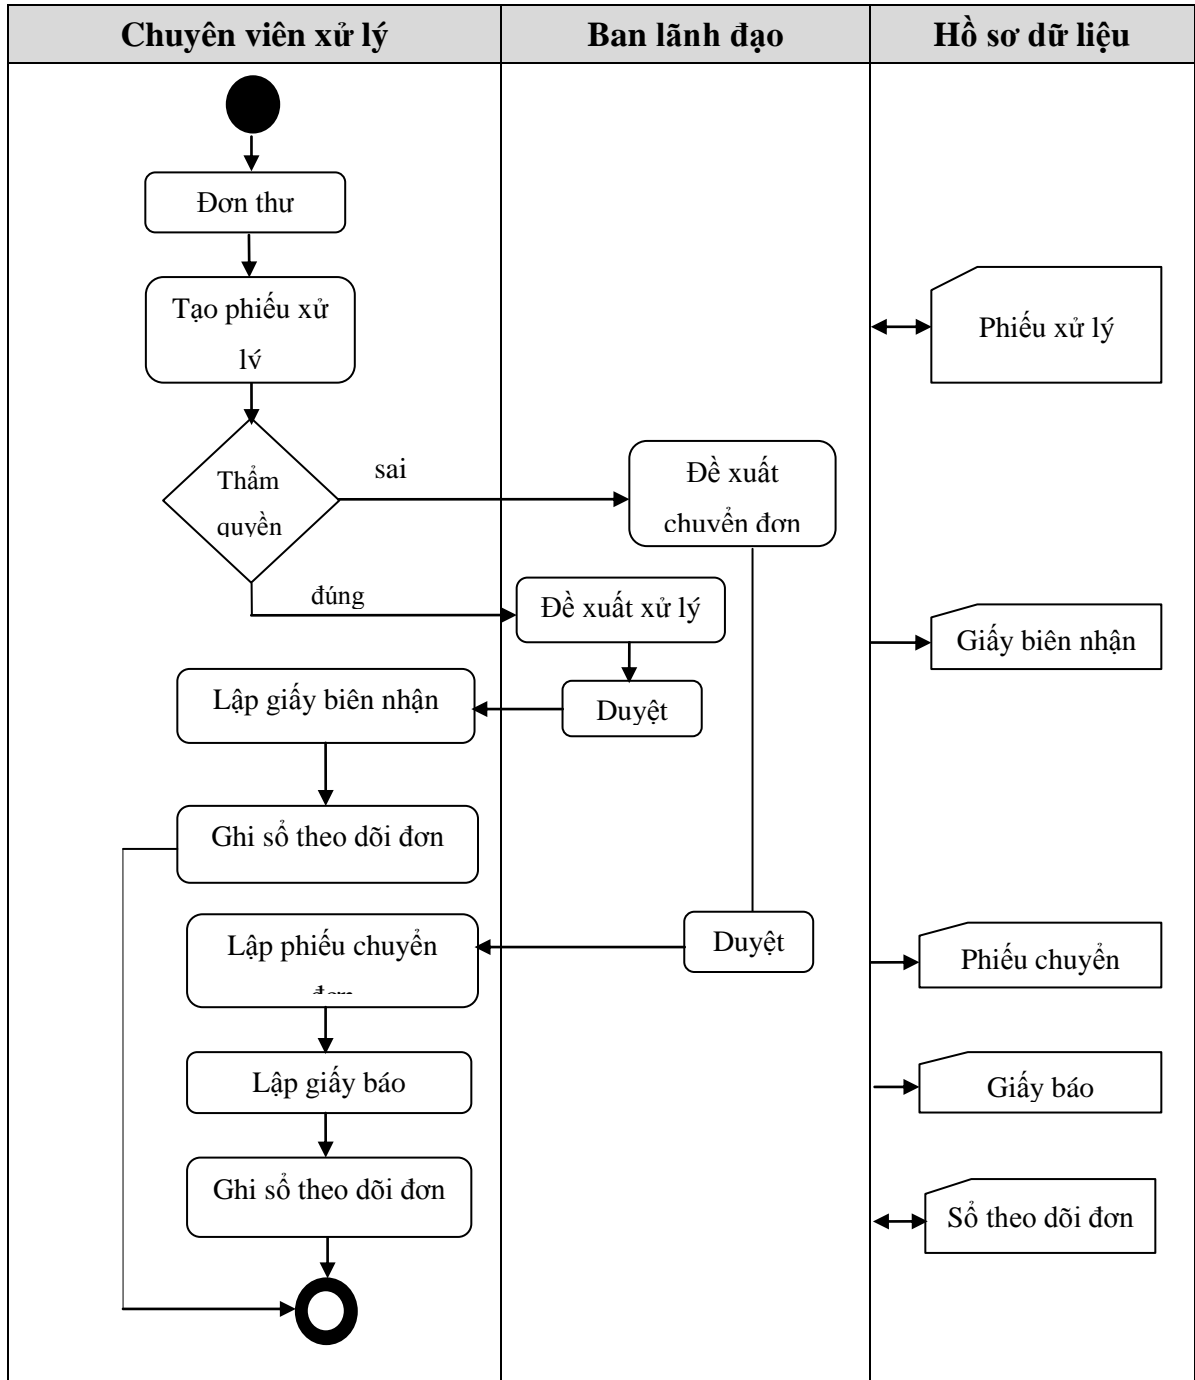 Chuyên viên xử lý
Ban lãnh đạo
Hồ sơ dữ liệu
Đơn thư
Tạo phiếu xử
lý
Phiếu xử lý
Thẩm
quyền
sai
Đề xuất
chuyển đơn
đúng
Đề xuất xử lý
Giấy biên nhận
Lập giấy biên nhận
Duyệt
Ghi sổ theo dõi đơn
Lập phiếu chuyển
đơn
Duyệt
Phiếu chuyển
Lập giấy báo
Giấy báo
Ghi sổ theo dõi đơn
Sổ theo dõi đơn